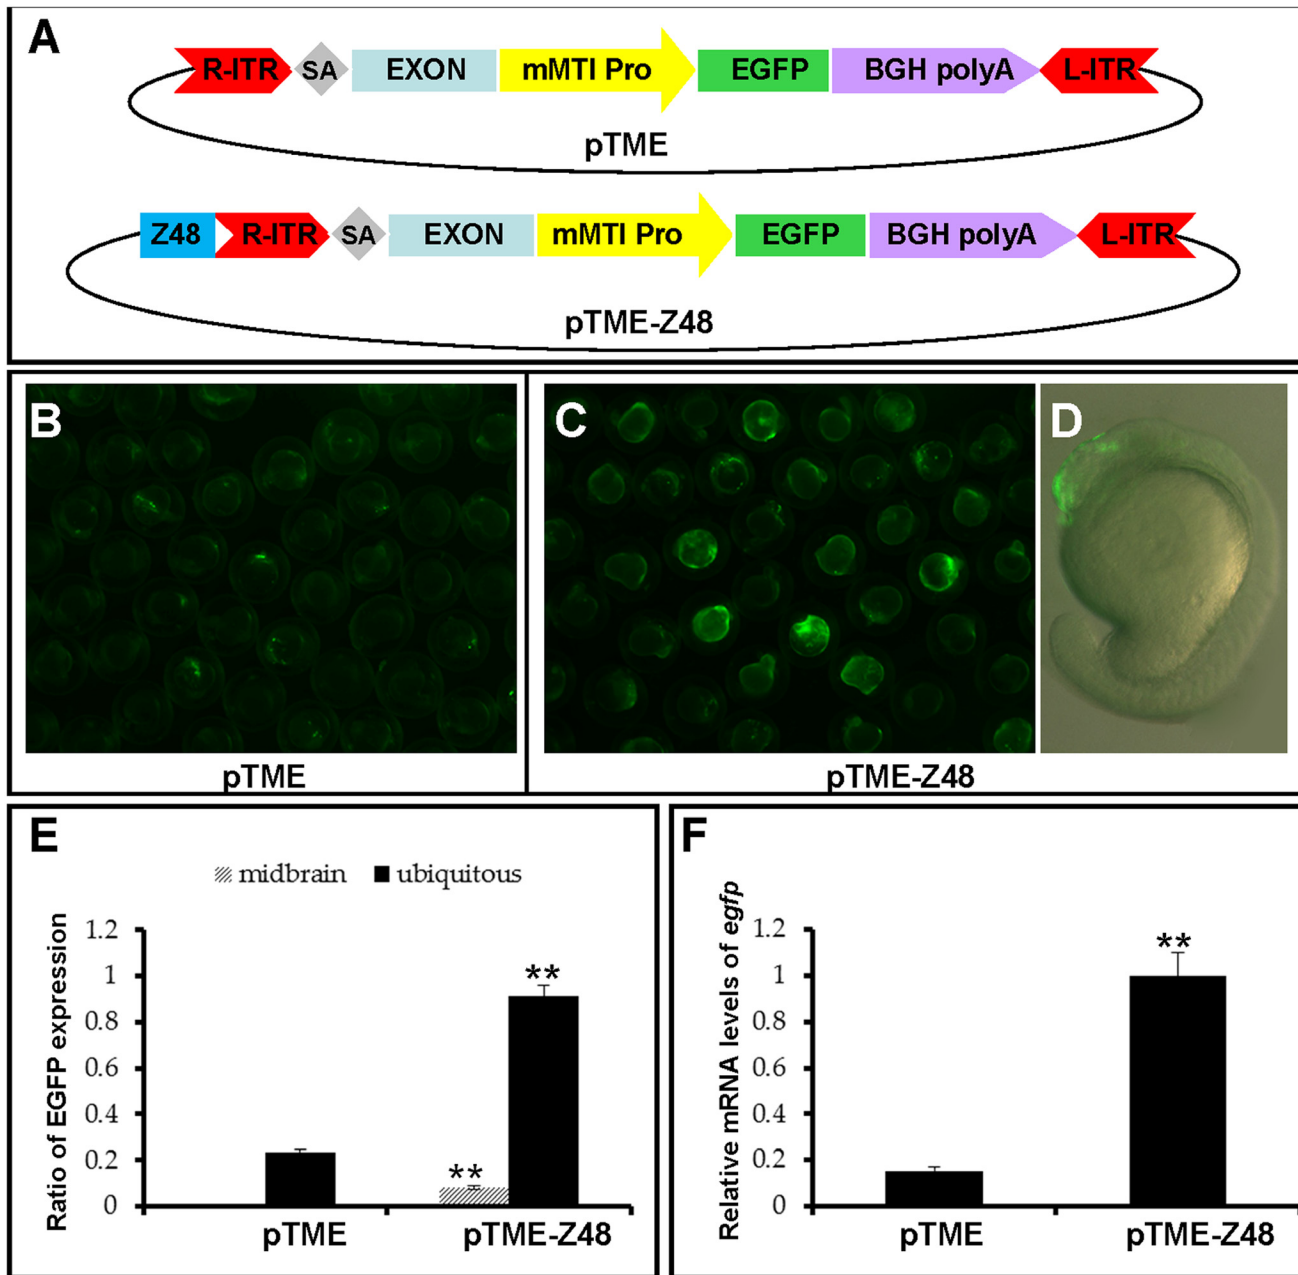 A
R-ITR SA EXON mMTI Pro EGFP BGH polyA L-ITR
pTME
Z48 R-ITR SA EXON mMTI Pro EGFP BGH polyA L-ITR
pTME-Z48
B
C
D
pTME
pTME-Z48
E
midbrain ubiquitous
Ratio of EGFP expression
1.2
1
0.8
0.6
0.4
0.2
0
**
**
pTME pTME-Z48
F
Relative mRNA levels of egfp
1.2
1
0.8
0.6
0.4
0.2
0
**
pTME pTME-Z48